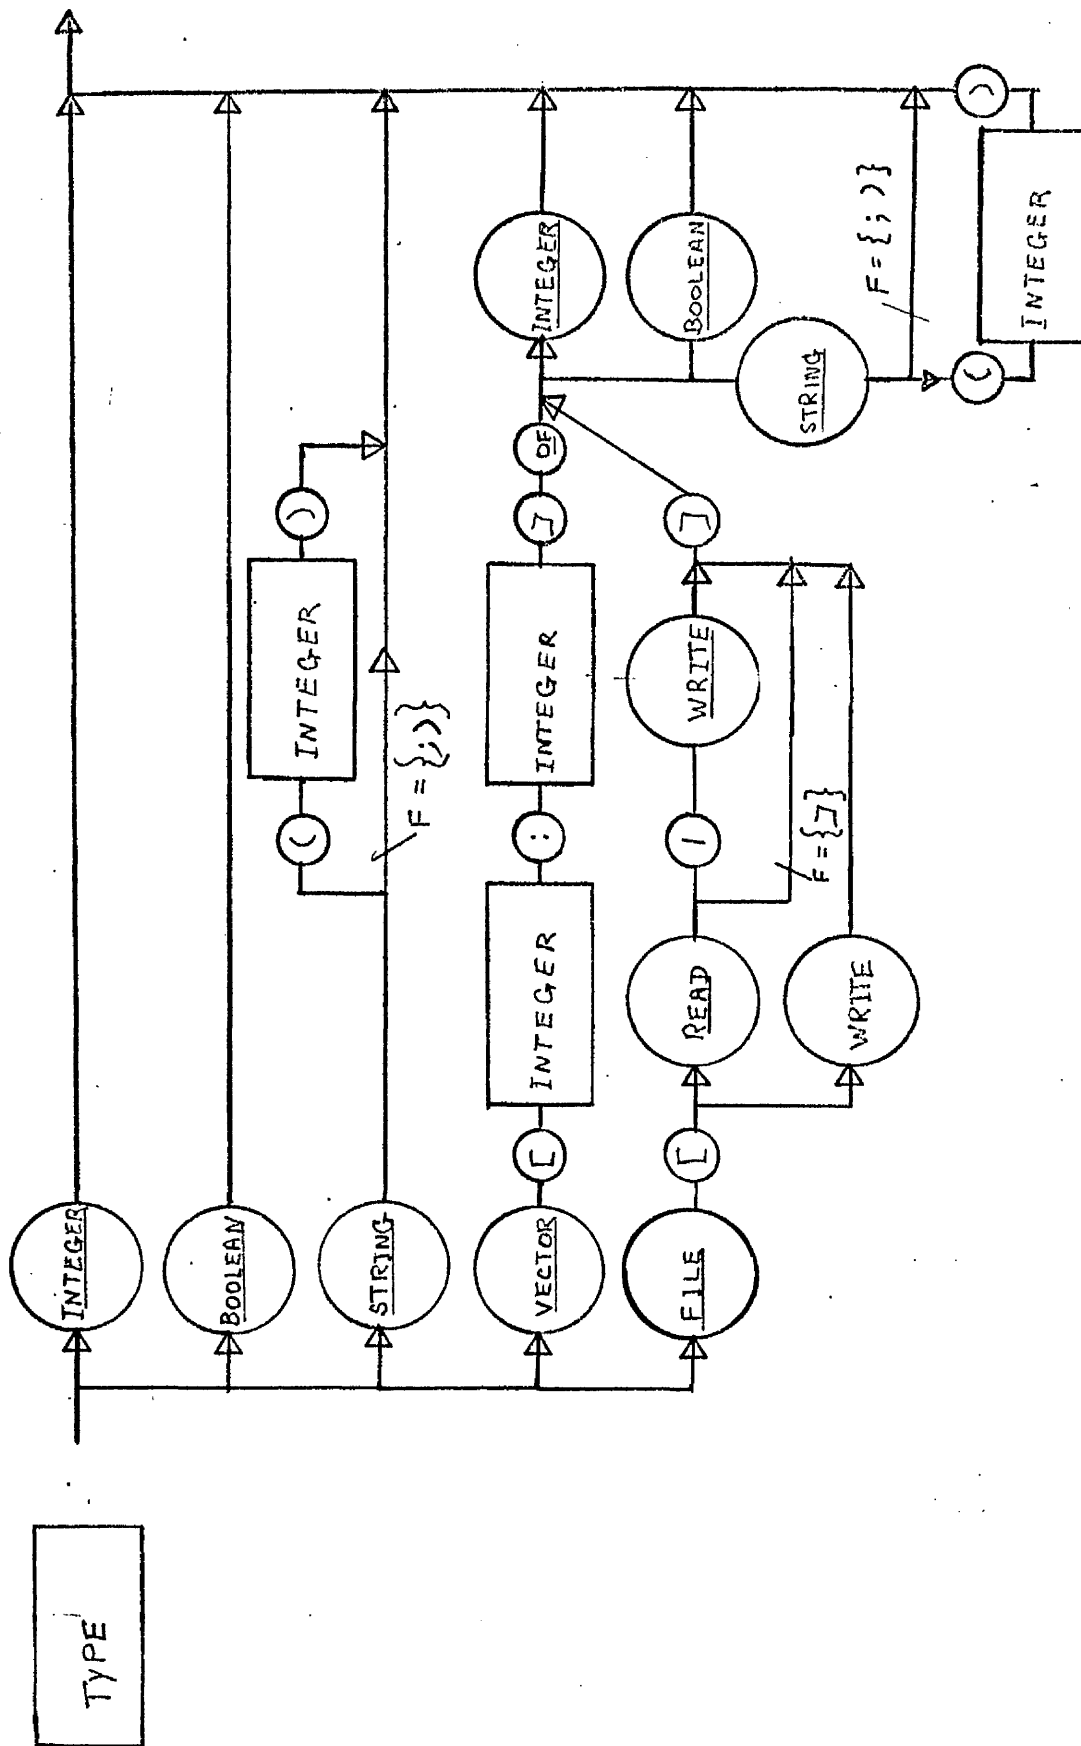 TYPE
INTEGER
BOOLEAN
STRING
( INTEGER )
F = {;)}
VECTOR [ INTEGER : INTEGER ] OF INTEGER
BOOLEAN
STRING
F = {;)}
( INTEGER )
FILE [ READ / WRITE ]
F = {]}
WRITE